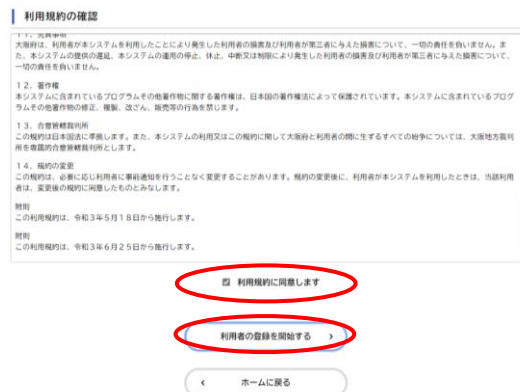 利用規約の確認
１１．免責事項
大阪府は、利用者が本システムを利用したことにより発生した利用者の損害及び利用者が第三者に与えた損害について、一切の責任を負いません。ま
た、本システムの提供の遅延、本システムの運用の停止、休止、中断又は制限により発生した利用者の損害及び利用者が第三者に与えた損害について、
一切の責任を負いません。
１２．著作権
本システムに含まれているプログラムその他著作物に関する著作権は、日本国の著作権法によって保護されています。本システムに含まれているプログ
ラムその他著作物の修正、複製、改ざん、販売等の行為を禁じます。
１３．合意管轄裁判所
この規約は日本国法に準拠します。また、本システムの利用又はこの規約に関して大阪府と利用者の間に生ずるすべての紛争については、大阪地方裁判
所を専属的合意管轄裁判所とします。
１４．規約の変更
この規約は、必要に応じ利用者に事前通知を行うことなく変更することがあります。規約の変更後に、利用者が本システムを利用したときは、当該利用
者は、変更後の規約に同意したものとみなします。
附則
この利用規約は、令和３年５月１８日から施行します。
附則
この利用規約は、令和３年６月２５日から施行します。
利用規約に同意します
利用者の登録を開始する
ホームに戻る